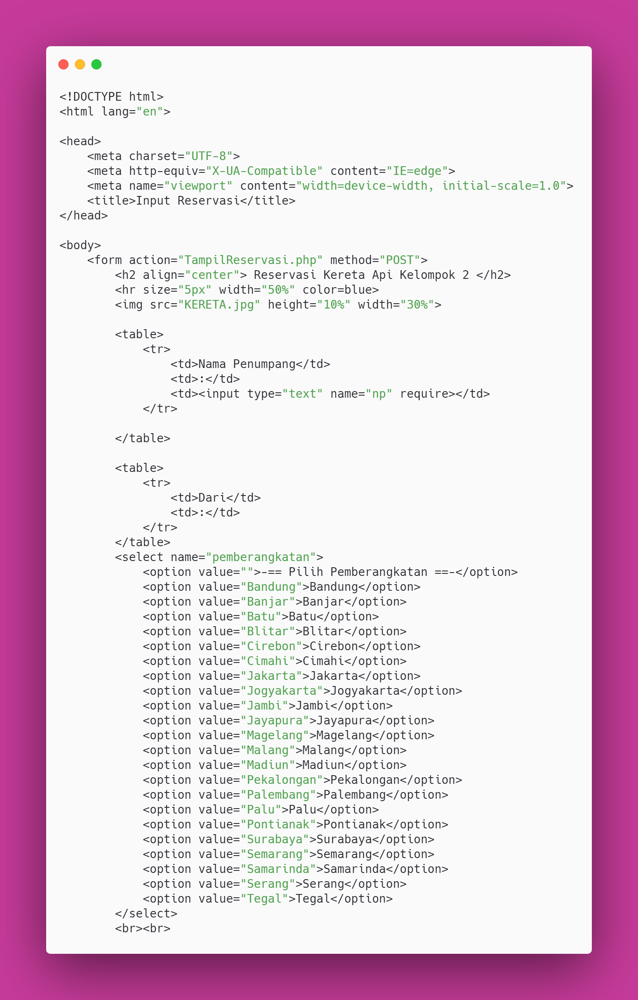 <!DOCTYPE html>
<html lang="en">

<head>
    <meta charset="UTF-8">
    <meta http-equiv="X-UA-Compatible" content="IE=edge">
    <meta name="viewport" content="width=device-width, initial-scale=1.0">
    <title>Input Reservasi</title>
</head>

<body>
    <form action="TampilReservasi.php" method="POST">
        <h2 align="center"> Reservasi Kereta Api Kelompok 2 </h2>
        <hr size="5px" width="50%" color=blue>
        <img src="KERETA.jpg" height="10%" width="30%">

        <table>
            <tr>
                <td>Nama Penumpang</td>
                <td>:</td>
                <td><input type="text" name="np" require></td>
            </tr>

        </table>

        <table>
            <tr>
                <td>Dari</td>
                <td>:</td>
            </tr>
        </table>
        <select name="pemberangkatan">
            <option value="">-== Pilih Pemberangkatan ==-</option>
            <option value="Bandung">Bandung</option>
            <option value="Banjar">Banjar</option>
            <option value="Batu">Batu</option>
            <option value="Blitar">Blitar</option>
            <option value="Cirebon">Cirebon</option>
            <option value="Cimahi">Cimahi</option>
            <option value="Jakarta">Jakarta</option>
            <option value="Jogyakarta">Jogyakarta</option>
            <option value="Jambi">Jambi</option>
            <option value="Jayapura">Jayapura</option>
            <option value="Magelang">Magelang</option>
            <option value="Malang">Malang</option>
            <option value="Madiun">Madiun</option>
            <option value="Pekalongan">Pekalongan</option>
            <option value="Palembang">Palembang</option>
            <option value="Palu">Palu</option>
            <option value="Pontianak">Pontianak</option>
            <option value="Surabaya">Surabaya</option>
            <option value="Semarang">Semarang</option>
            <option value="Samarinda">Samarinda</option>
            <option value="Serang">Serang</option>
            <option value="Tegal">Tegal</option>
        </select>
        <br><br>